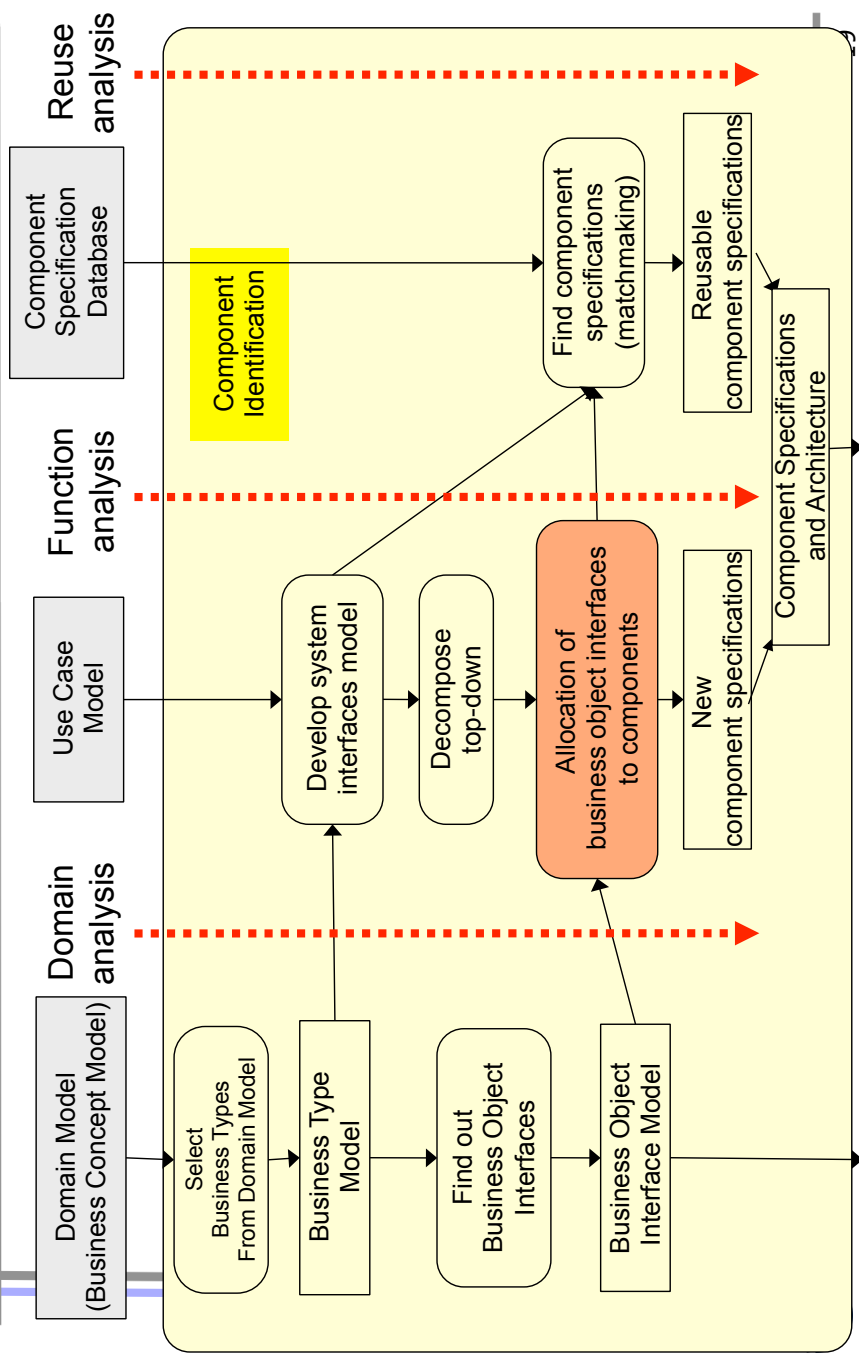 Domain Model
(Business Concept Model)
Domain
analysis
Use Case
Model
Function
analysis
Component
Specification
Database
Reuse
analysis
Select
Business Types
From Domain Model
Business Type
Model
Find out
Business Object
Interfaces
Business Object
Interface Model
Develop system
interfaces model
Decompose
top-down
Allocation of
business object interfaces
to components
New
component specifications
Component
Identification
Find component
specifications
(matchmaking)
Reusable
component specifications
Component Specifications
and Architecture